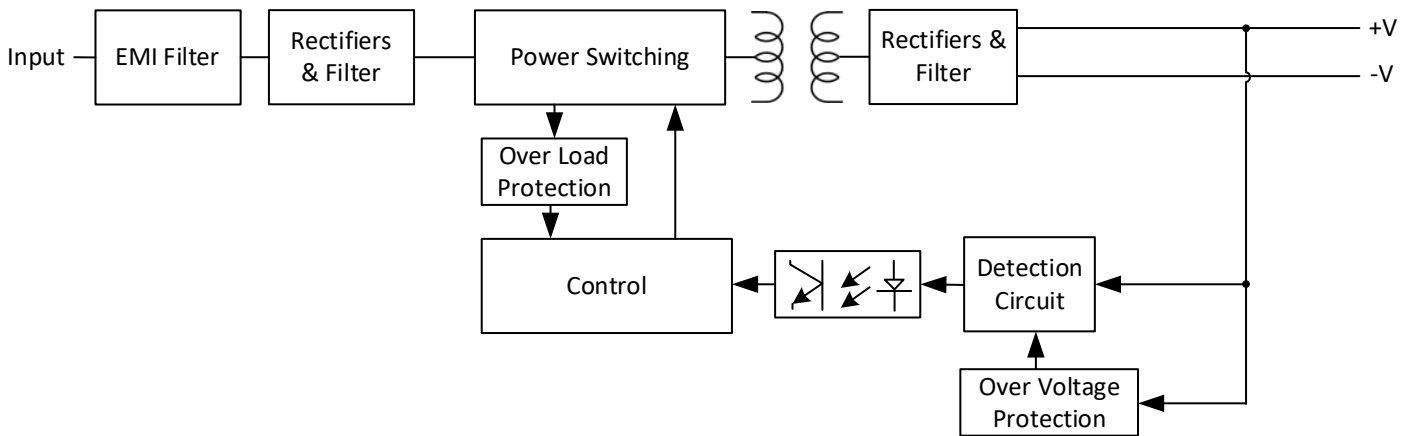 Input
EMI Filter
Rectifiers
& Filter
Power Switching
Rectifiers &
Filter
+V
-V
Over Load
Protection
Control
Detection
Circuit
Over Voltage
Protection